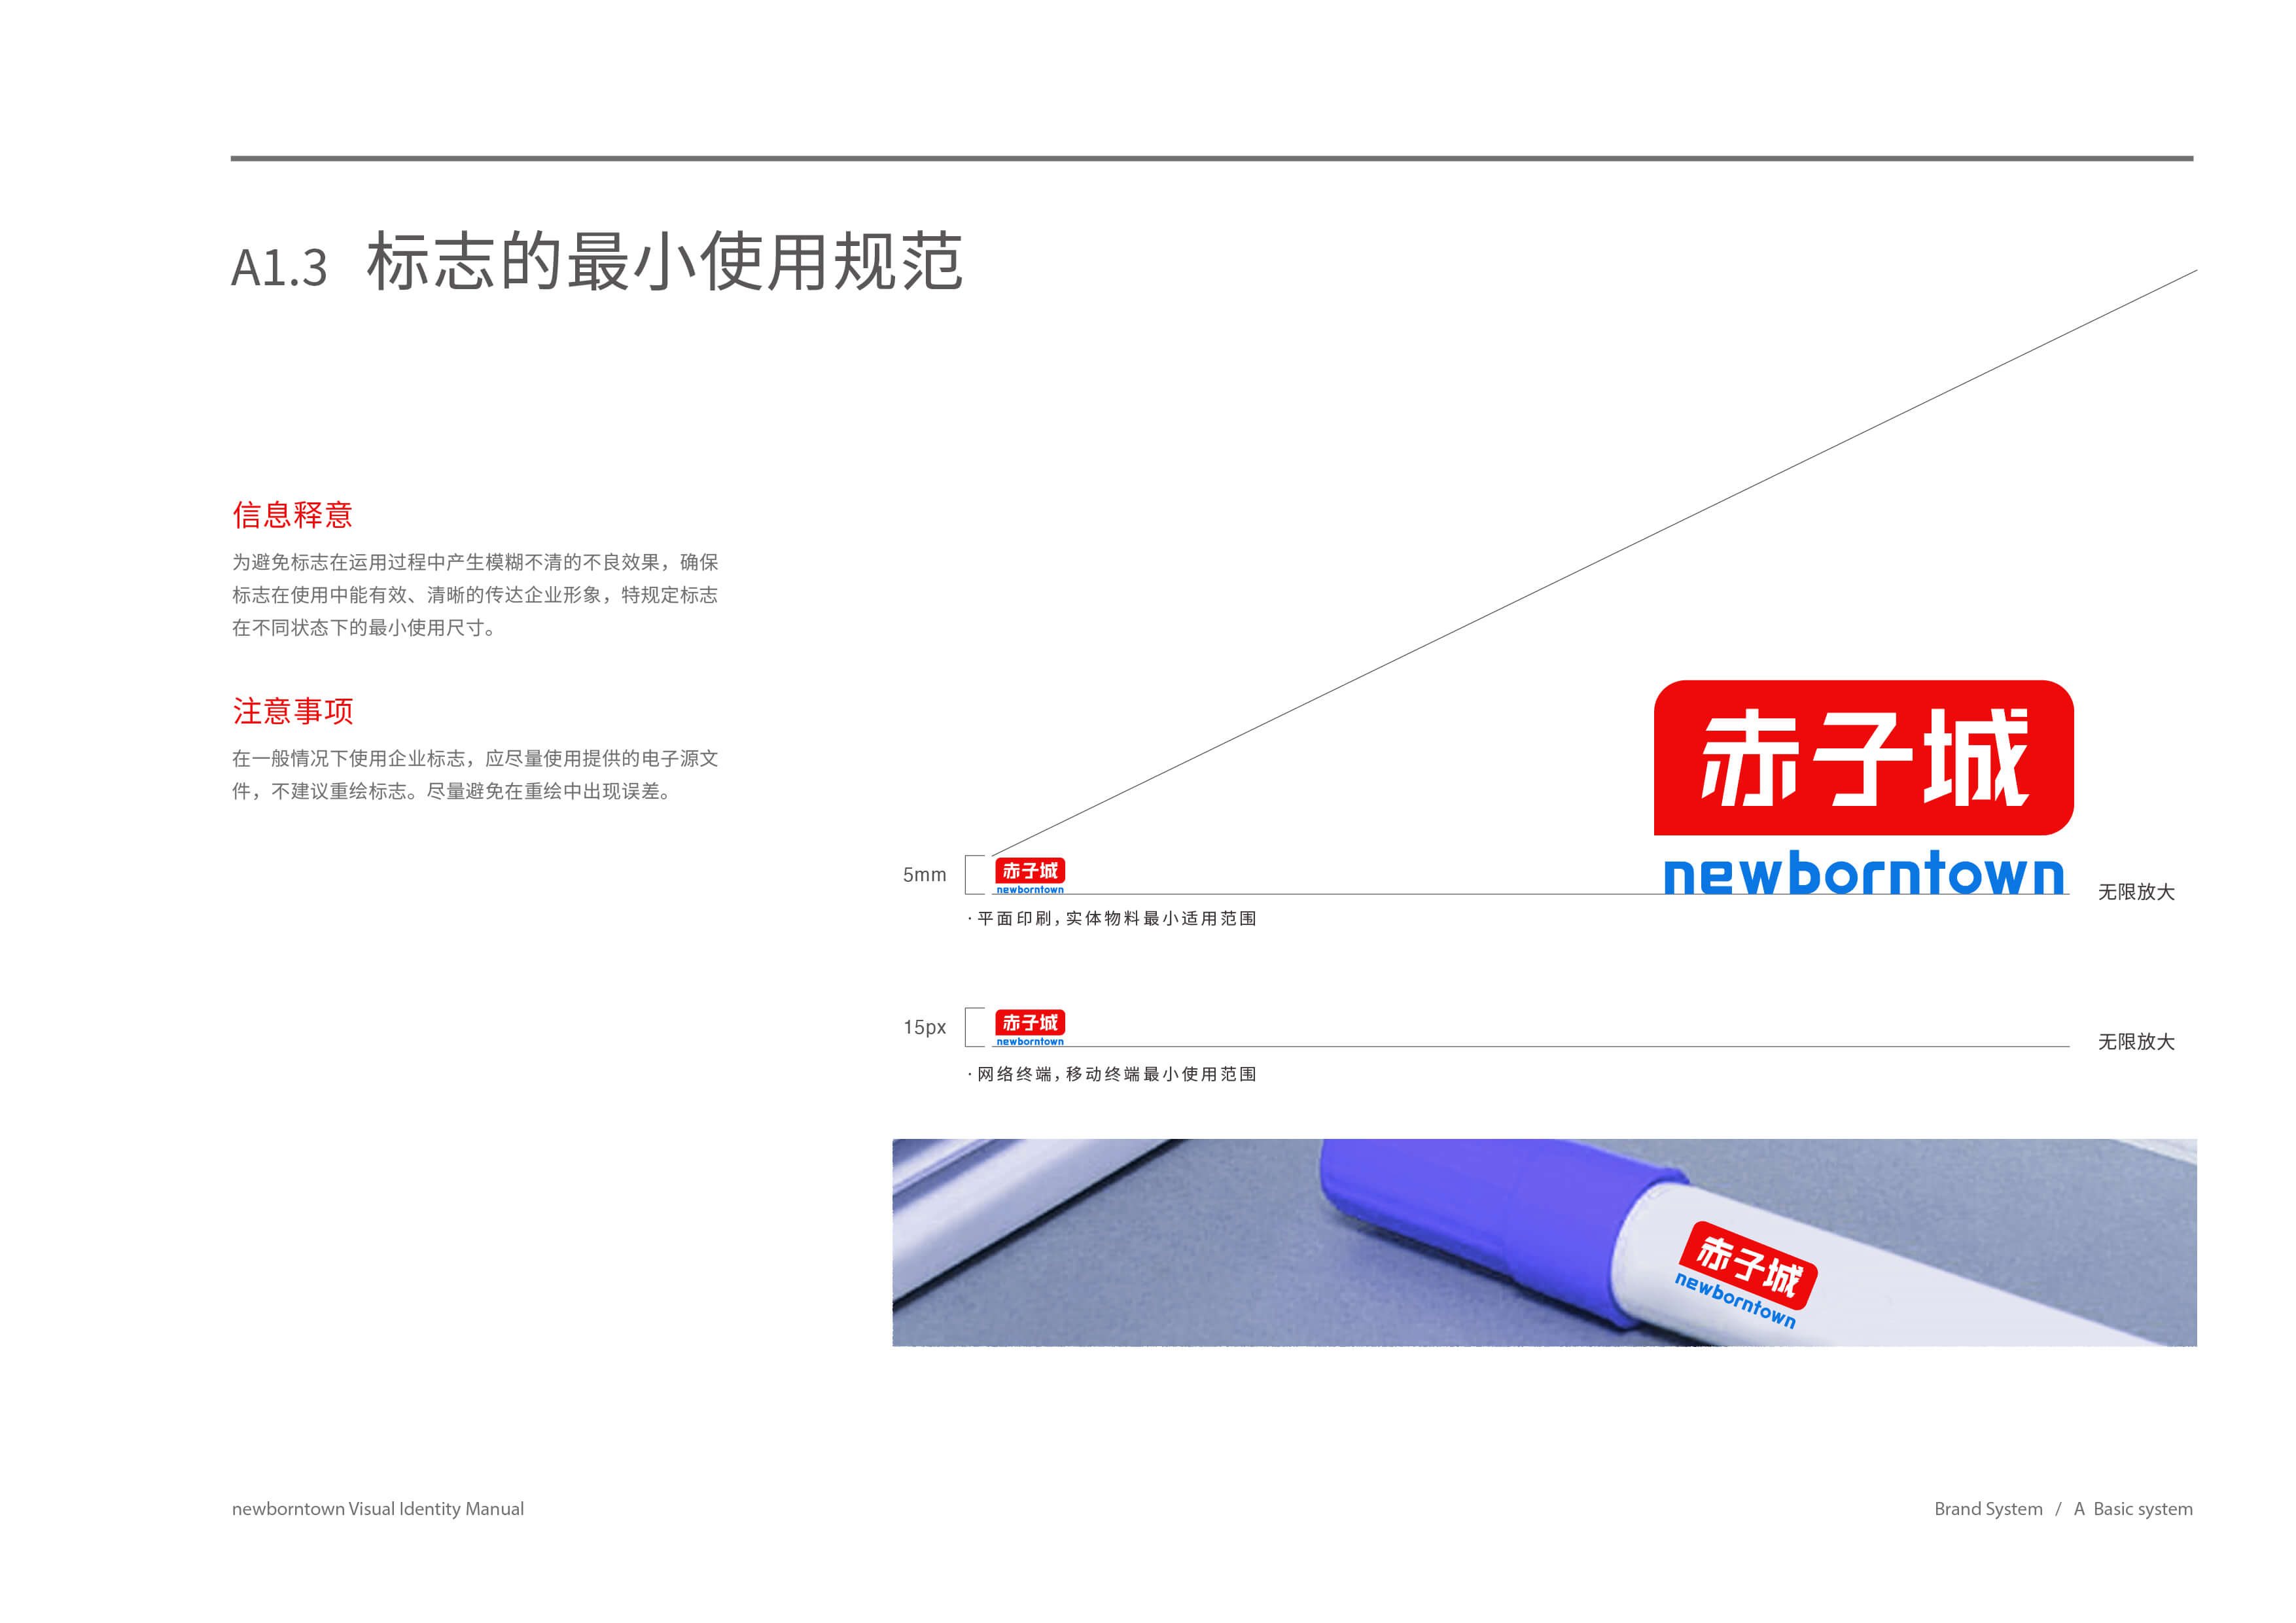 A1.3 标志的最小使用规范
信息释意
为避免标志在运用过程中产生模糊不清的不良效果，确保
标志在使用中能有效、清晰的传达企业形象，特规定标志
在不同状态下的最小使用尺寸。
注意事项
在一般情况下使用企业标志，应尽量使用提供的电子源文
件，不建议重绘标志。尽量避免在重绘中出现误差。
赤子城
newborntown
5mm
赤子城
newborntown
无限放大
·平面印刷,实体物料最小适用范围
15px
赤子城
newborntown
无限放大
·网络终端,移动终端最小使用范围
赤子城
newborntown
newborntown Visual Identity Manual
Brand System / A Basic system